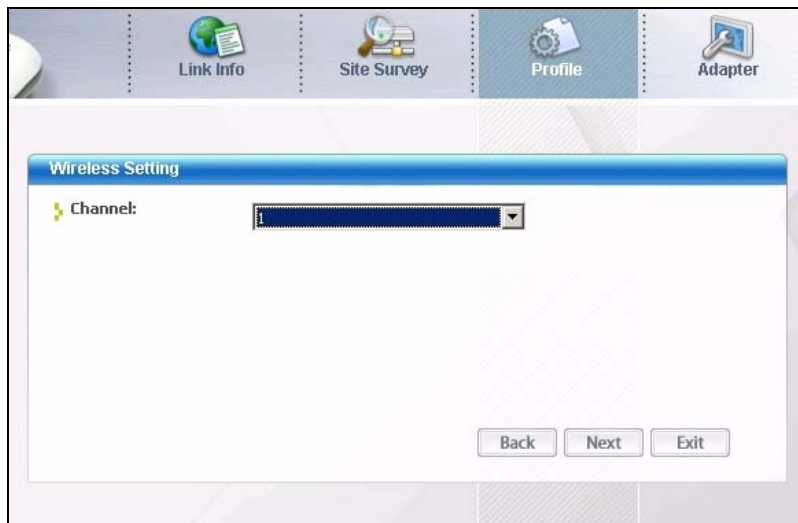 Link Info Site Survey Profile Adapter
Wireless Setting
Channel: 1
Back Next Exit